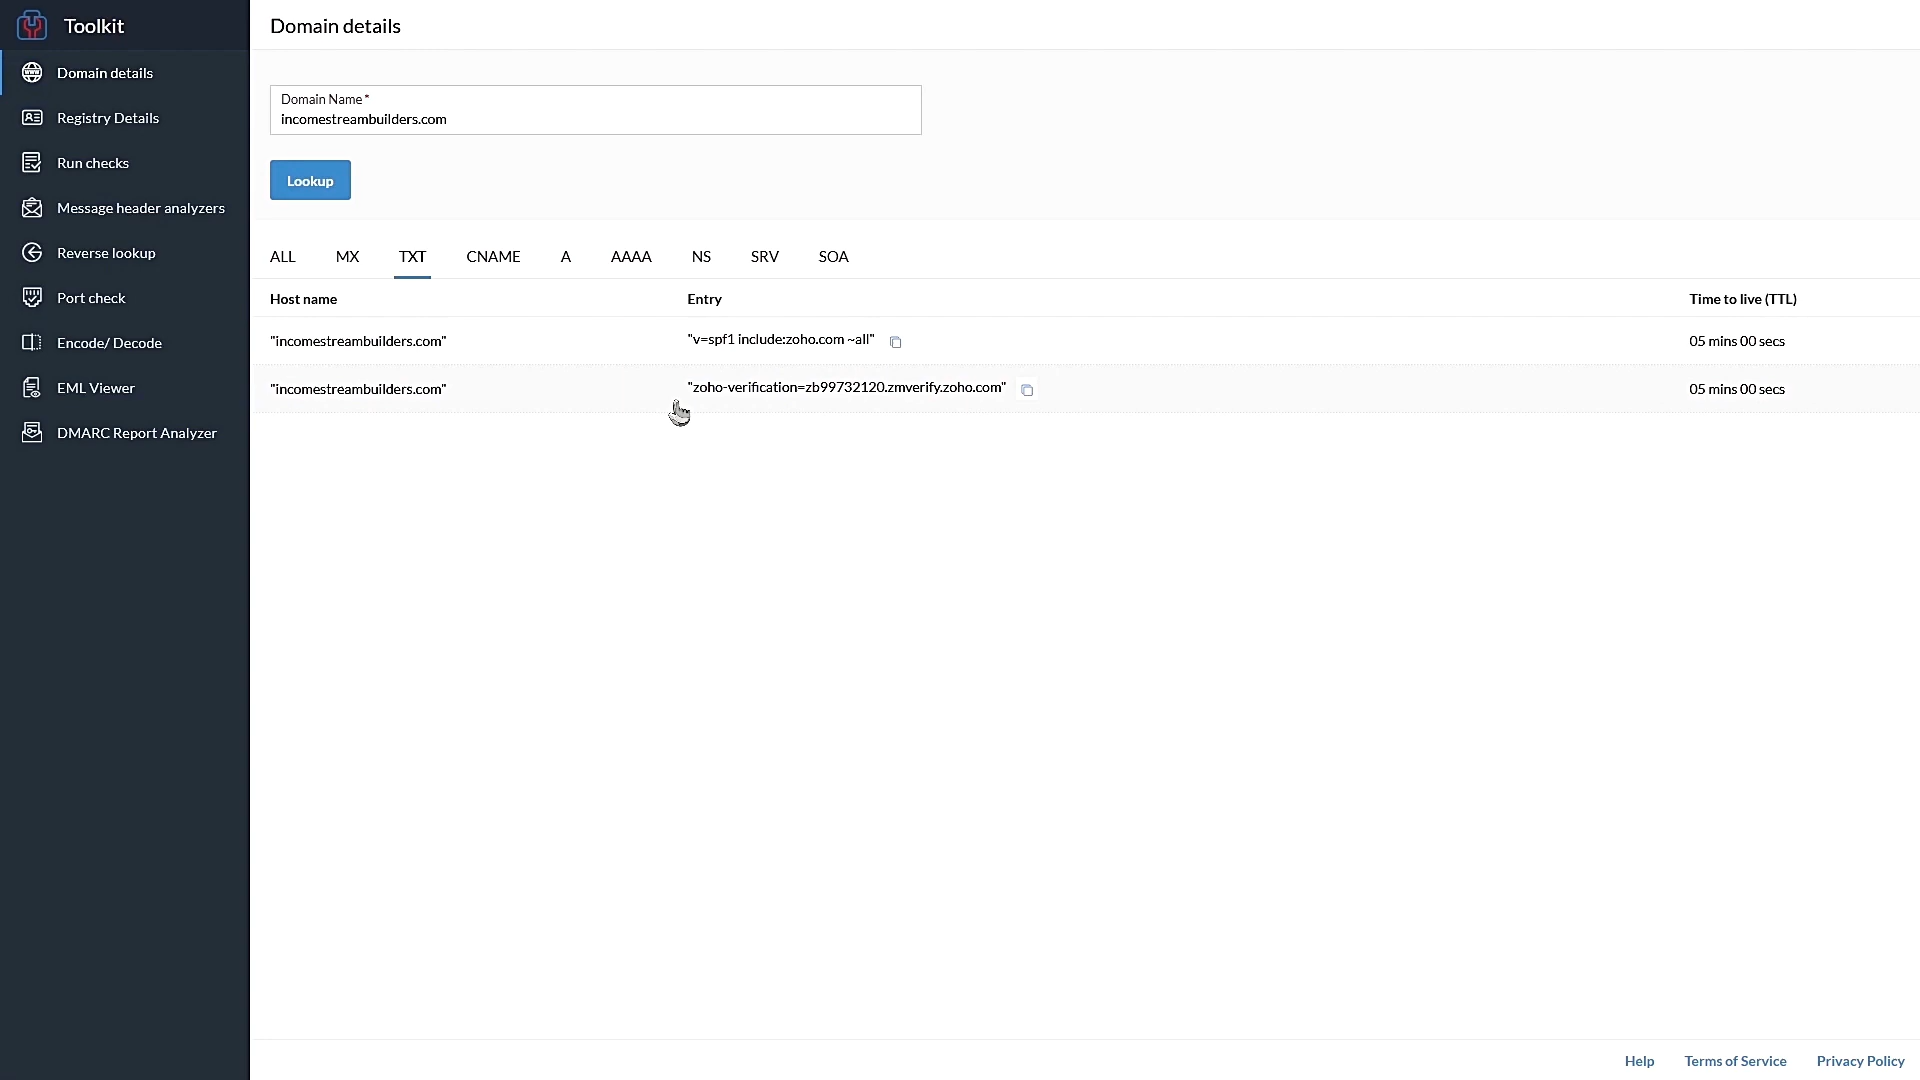 Toolkit
Domain details
Registry Details
Run checks
Message header analyzers
Reverse lookup
Port check
Encode/ Decode
EML Viewer
DMARC Report Analyzer
Domain details
Domain Name*
incomestreambuilders.com
Lookup
ALL MX TXT CNAME A AAAA NS SRV SOA
Host name Entry Time to live (TTL)
"incomestreambuilders.com" "v=spf1 include:zoho.com ~all" 05 mins 00 secs
"incomestreambuilders.com" "zoho-verification=zb99732120.zmverify.zoho.com" 05 mins 00 secs
Help Terms of Service Privacy Policy